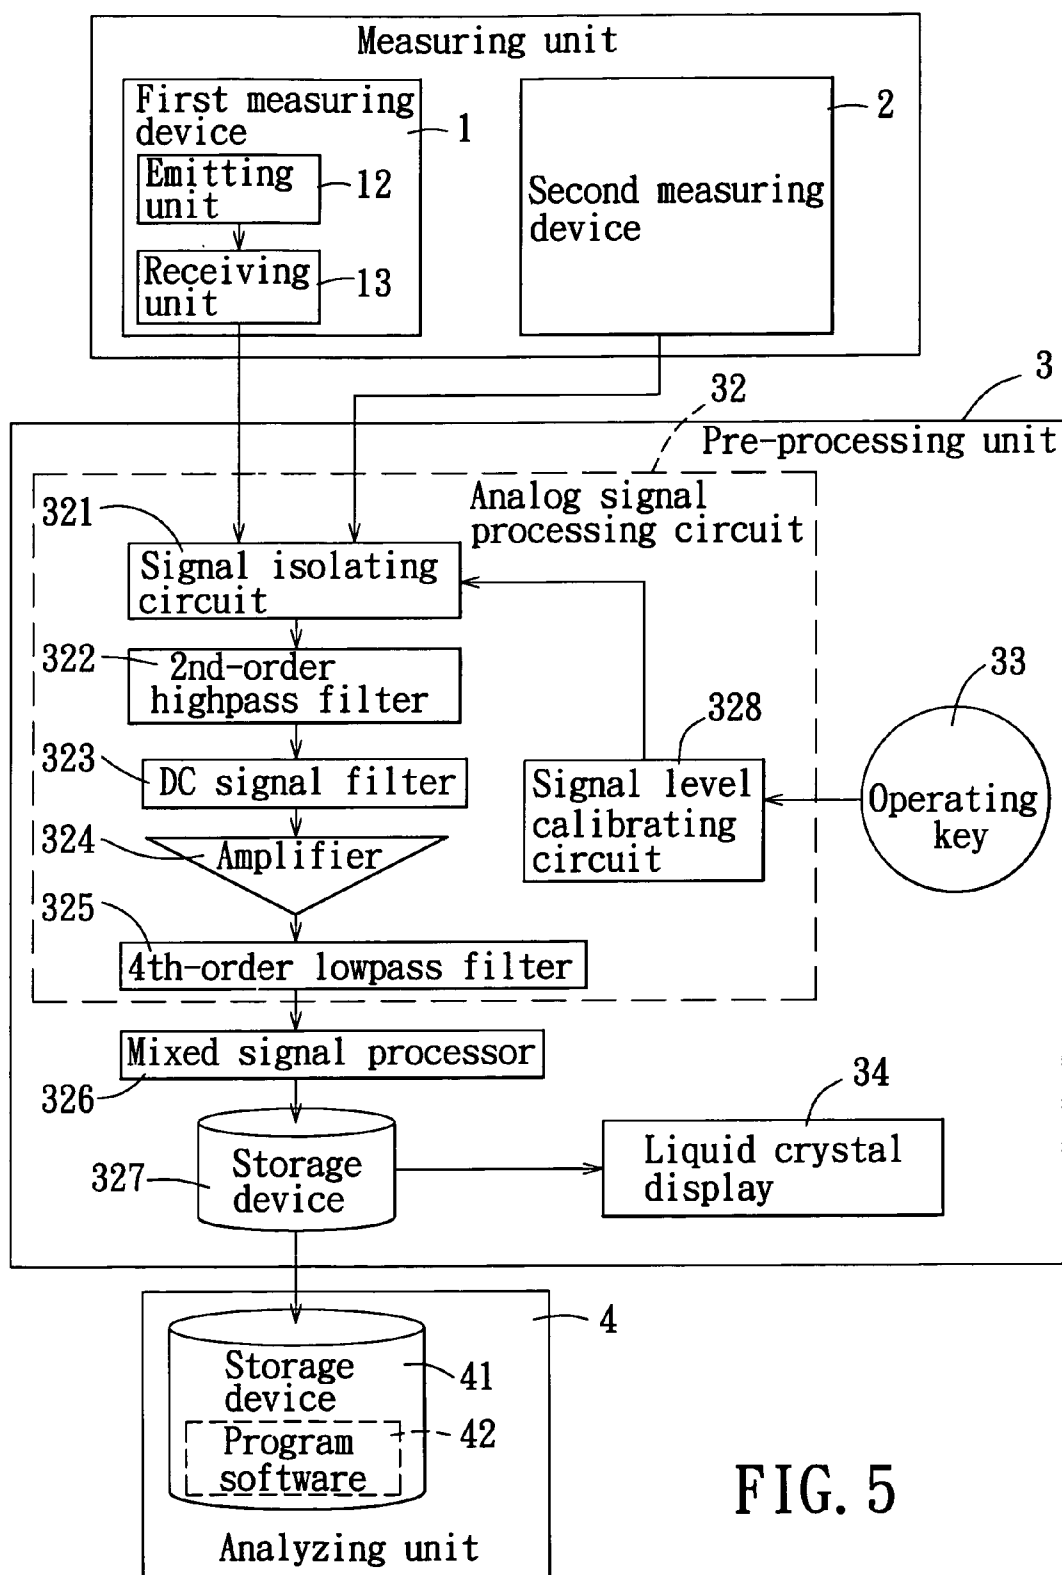 Measuring unit
First measuring
device
1
Emitting
unit
12
Receiving
unit
13
2
Second measuring
device
32
3
Pre-processing unit
Analog signal
processing circuit
321
Signal isolating
circuit
322
2nd-order
highpass filter
323
DC signal filter
324
Amplifier
325
4th-order lowpass filter
328
Signal level
calibrating
circuit
33
Operating
key
Mixed signal processor
326
327
Storage
device
34
Liquid crystal
display
4
Storage
device
41
Program
software
42
Analyzing unit
FIG. 5